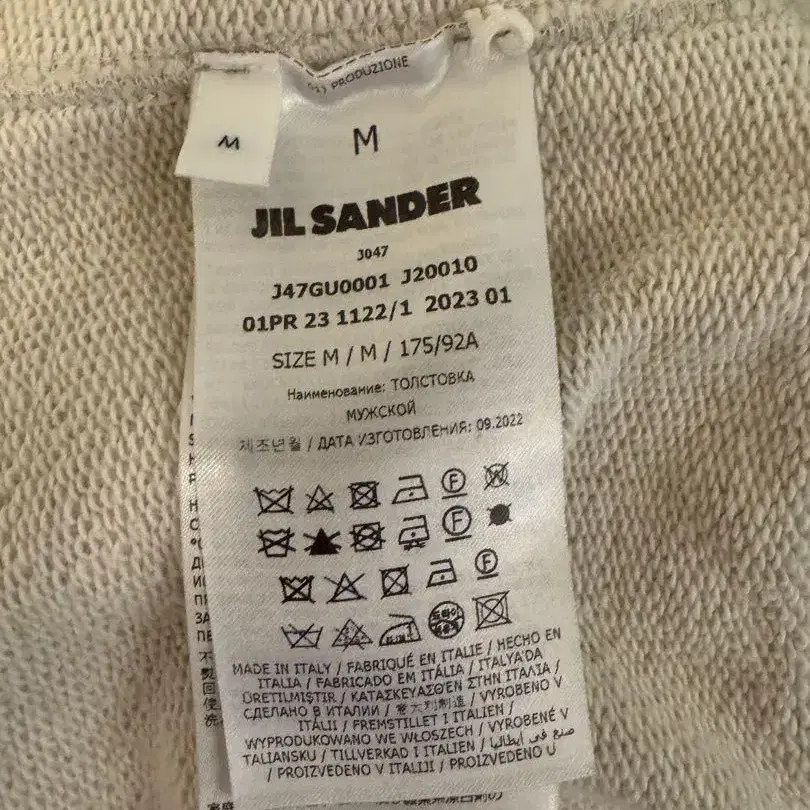 (*1) PRODUZIONE
M
M
JIL SANDER
J047
J47GU0001 J20010
01PR 23 1122/1 2023 01
SIZE M / M / 175/92A
Наименование: ТОЛСТОВКА
МУЖСКОЙ
제조년월 / ДАТА ИЗГОТОВЛЕНИЯ: 09.2022
F W
F
F
MADE IN ITALY / FABRIQUÉ EN ITALIE / HECHO EN
ITALIA / FABRICADO EM ITÁLIA / ITALYA'DA
ÜRETILMIŞTIR / ΚΑΤΑΣΚΕΥΑΣΘΕΝ ΣΤΗΝ ΙΤΑΛΙΑ /
СДЕЛАНО В ИТАЛИИ / 意大利制造 / VYROBENO V
ITÁLII / FREMSTILLET I ITALIEN /
WYPRODUKOWANO WE WŁOSZECH / VYROBENÉ V
TALIANSKU / TILLVERKAD I ITALIEN / صنع في ايطاليا
/ PROIZVEDENO V ITALIJI / PROIZVEDENO U